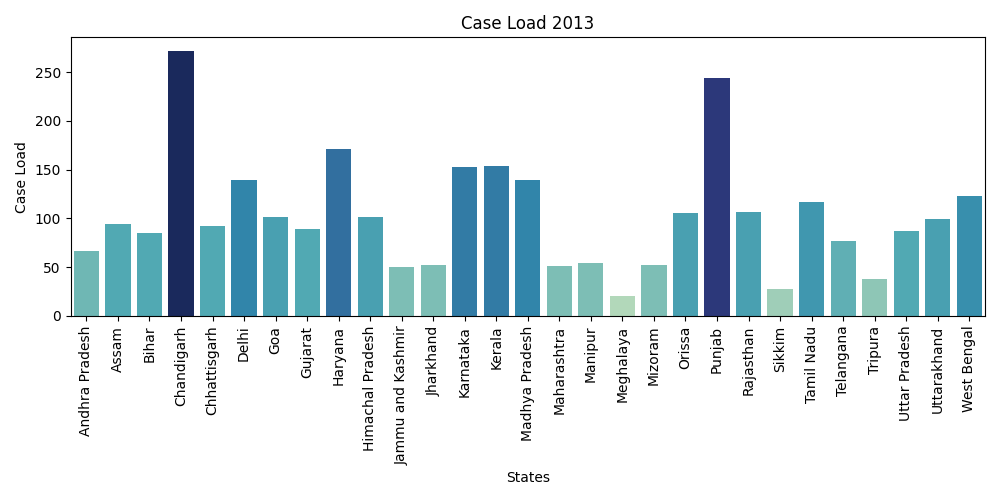 Case Load 2013
Case Load
250
200
150
100
50
0
Andhra Pradesh
Assam
Bihar
Chandigarh
Chhattisgarh
Delhi
Goa
Gujarat
Haryana
Himachal Pradesh
Jammu and Kashmir
Jharkhand
Karnataka
Kerala
Madhya Pradesh
Maharashtra
Manipur
Meghalaya
Mizoram
Orissa
Punjab
Rajasthan
Sikkim
Tamil Nadu
Telangana
Tripura
Uttar Pradesh
Uttarakhand
West Bengal
States